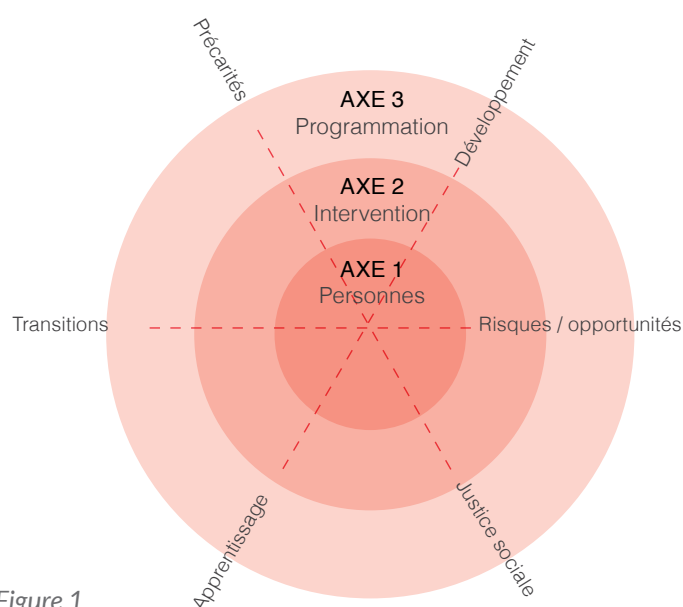 Précarités
Développement
AXE 3
Programmation
AXE 2
Intervention
AXE 1
Personnes
Transitions
Risques / opportunités
Apprentissage
Justice sociale
Figure 1